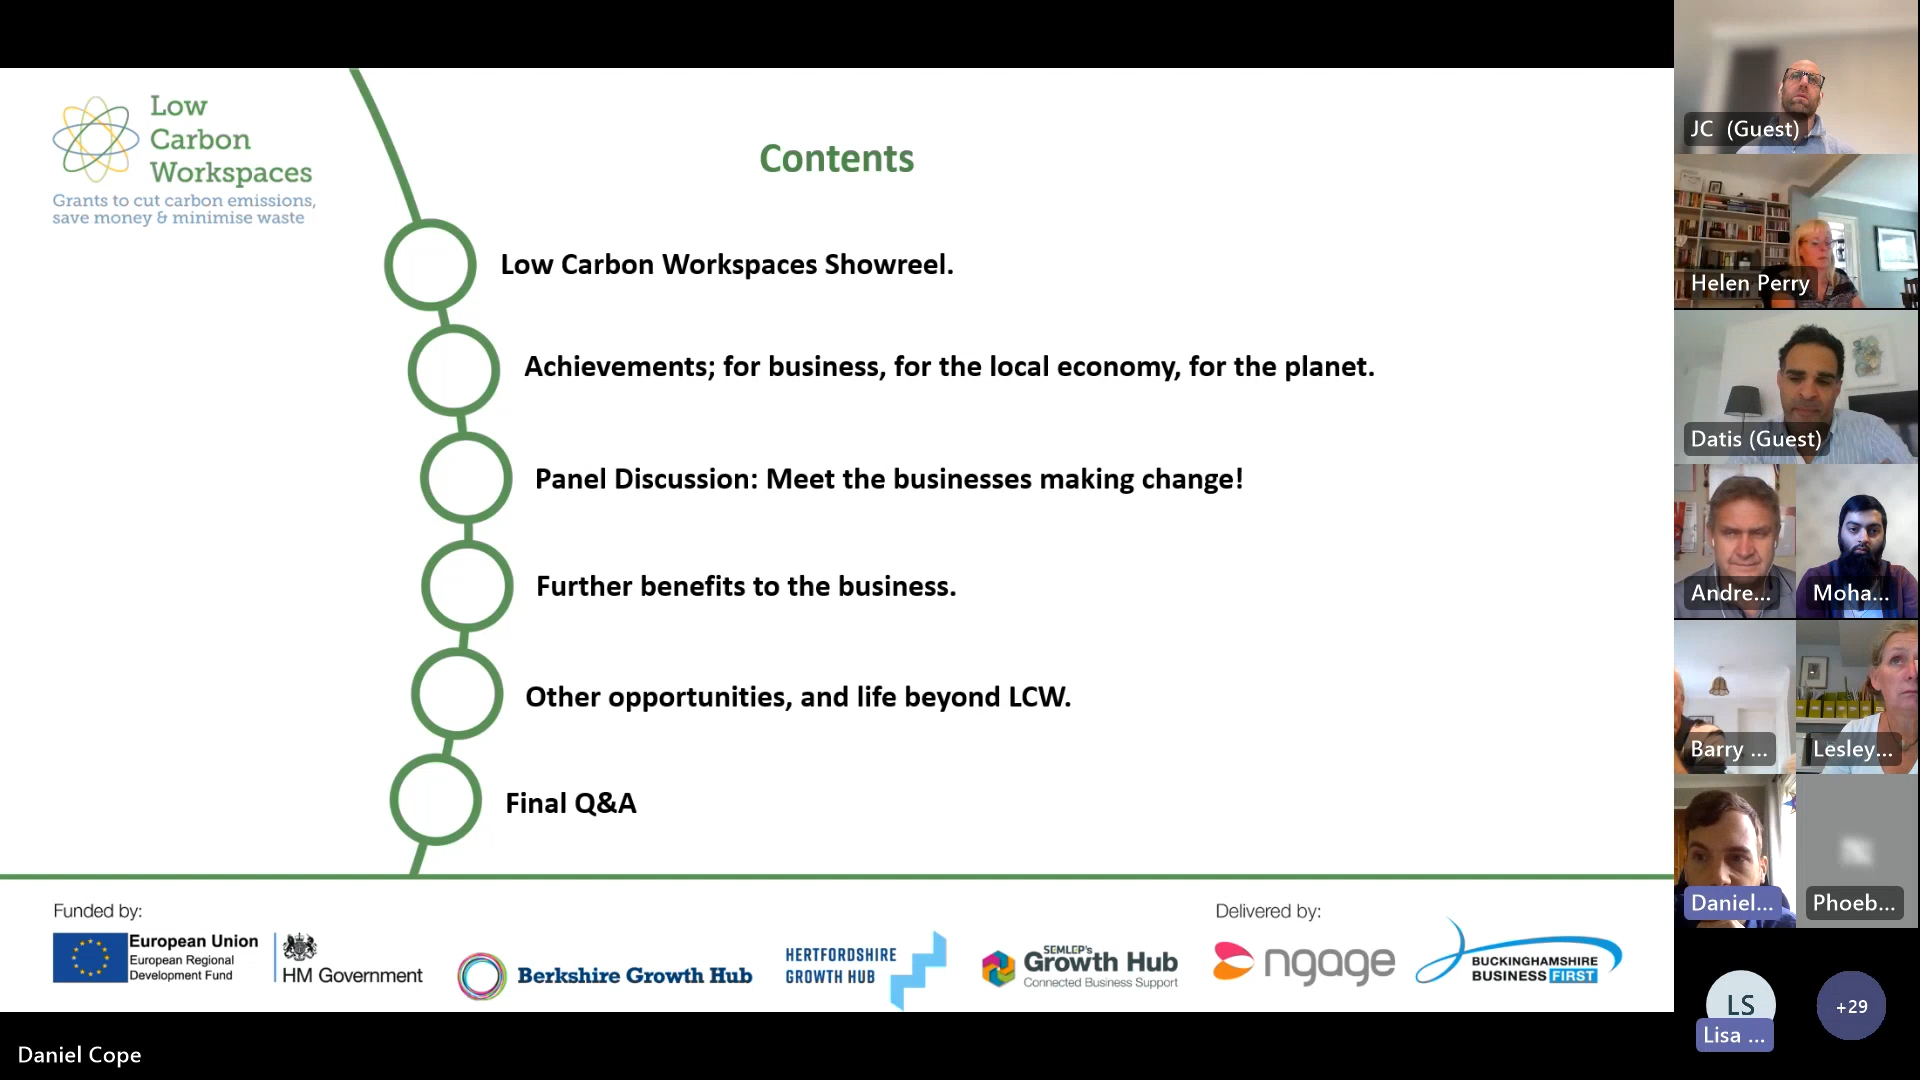 Low
Carbon
Workspaces
Grants to cut carbon emissions,
save money & minimise waste
Contents
Low Carbon Workspaces Showreel.
Achievements; for business, for the local economy, for the planet.
Panel Discussion: Meet the businesses making change!
Further benefits to the business.
Other opportunities, and life beyond LCW.
Final Q&A
Funded by:
European Union
European Regional
Development Fund
HM Government
Berkshire Growth Hub
HERTFORDSHIRE
GROWTH HUB
SEMLEP's
Growth Hub
Connected Business Support
Delivered by:
ngage
BUCKINGHAMSHIRE
BUSINESS FIRST
Daniel Cope
JC (Guest)
Helen Perry
Datis (Guest)
Andre...
Moha...
Barry ...
Lesley...
Daniel...
Phoeb...
LS
Lisa ...
+29